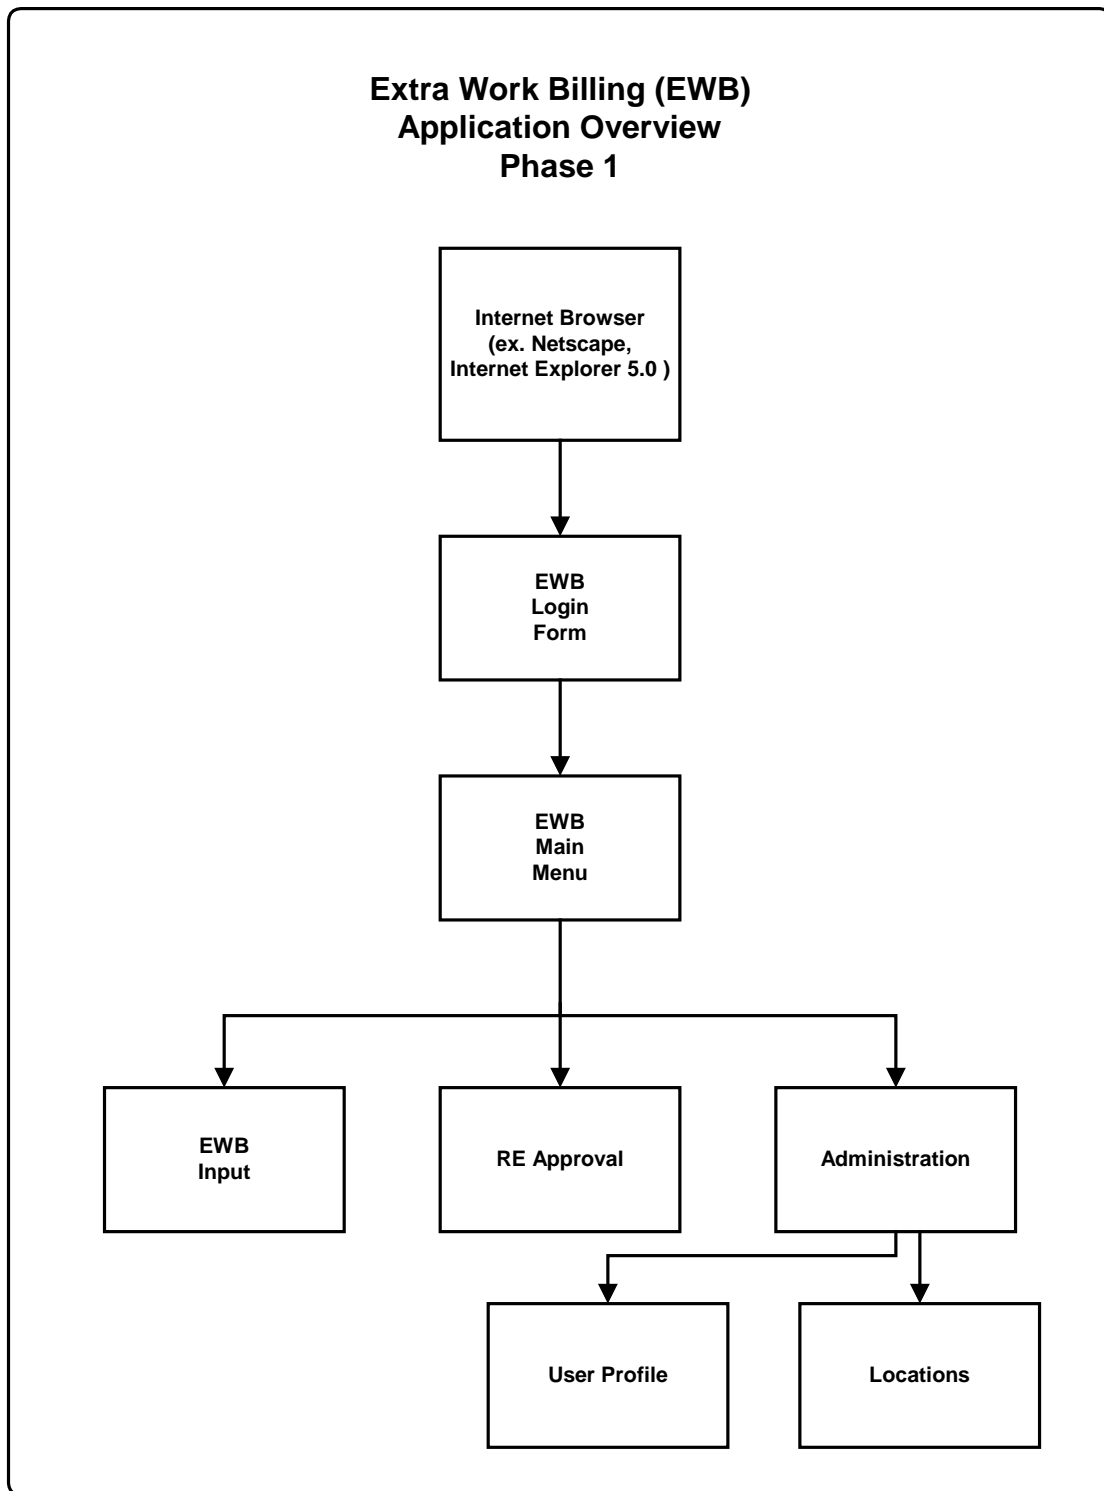 Extra Work Billing (EWB)
Application Overview
Phase 1
Internet Browser
(ex. Netscape,
Internet Explorer 5.0 )
EWB
Login
Form
EWB
Main
Menu
EWB
Input
RE Approval
Administration
User Profile
Locations